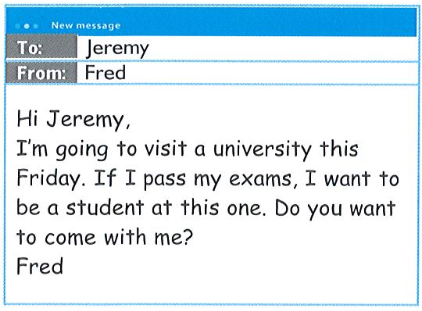 New message
To: Jeremy
From: Fred
Hi Jeremy,
I'm going to visit a university this
Friday. If I pass my exams, I want to
be a student at this one. Do you want
to come with me?
Fred